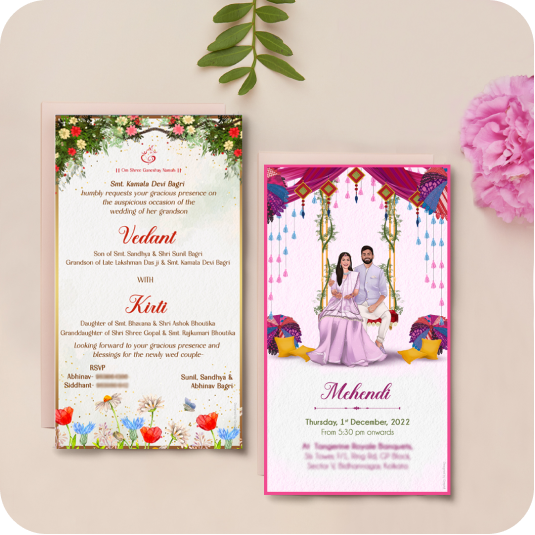 || Om Shree Ganeshay Namah ||
Smt. Kamala Devi Bagri
humbly requests your gracious presence on
the auspicious occasion of the
wedding of her grandson
Vedant
Son of Smt. Sandhya & Shri Sunil Bagri
Grandson of Late Lakshman Das ji & Smt. Kamala Devi Bagri
WITH
Kirti
Daughter of Smt. Bhavana & Shri Ashok Bhoutika
Granddaughter of Shri Shree Gopal & Smt. Rajkumari Bhoutika
Looking forward to your gracious presence and
blessings for the newly wed couple
RSVP
Abhinav-
Siddhant-
Sunil, Sandhya &
Abhinav Bagri
Mehendi
Thursday, 1st December, 2022
From 5:30 pm onwards
At Tangerine Royale Banquets,